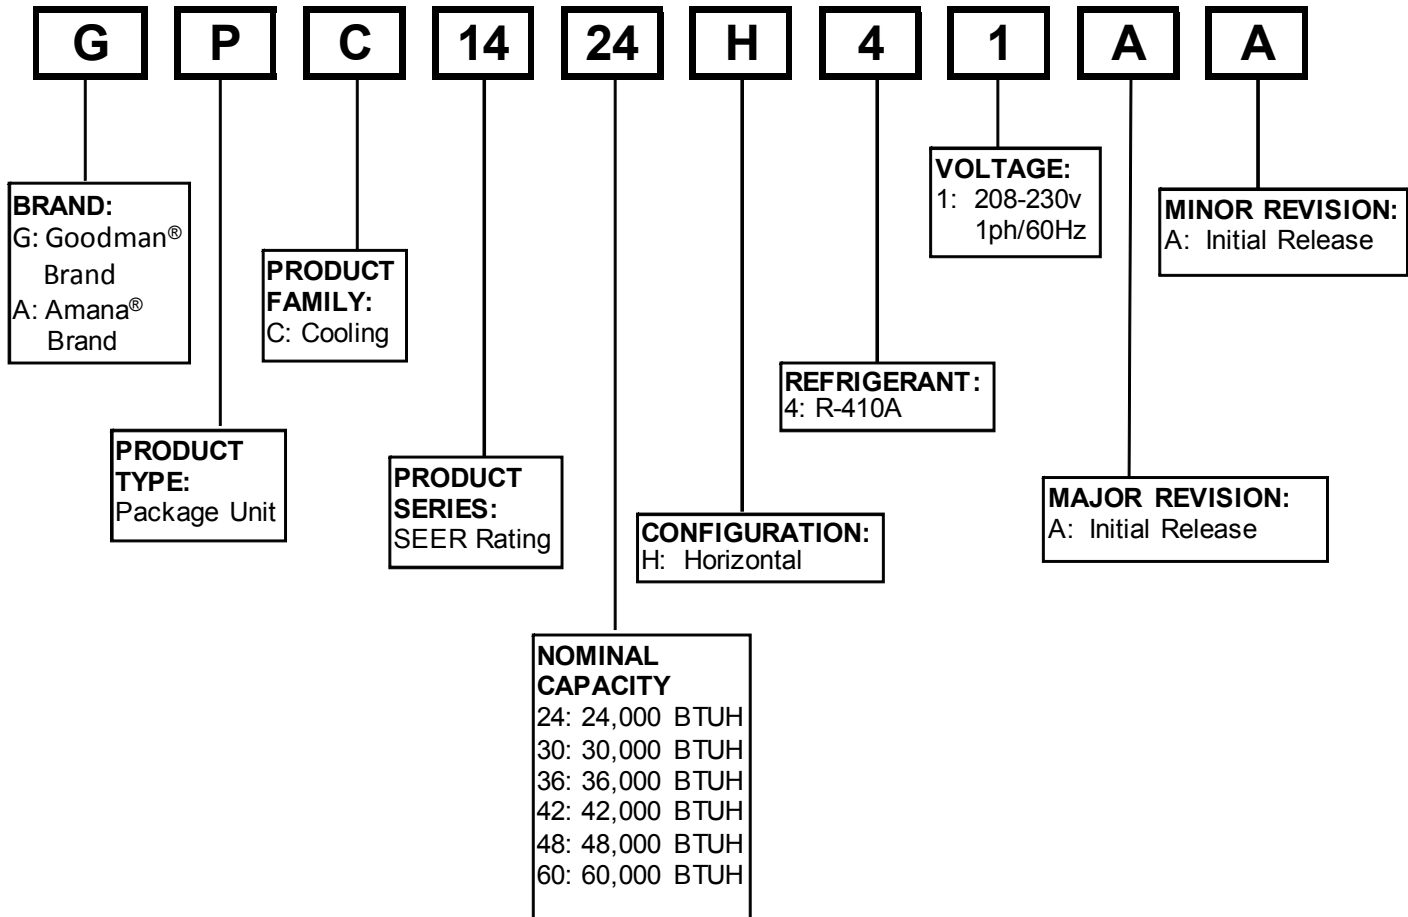 G P C 14 24 H 4 1 A A
BRAND:
G: Goodman®
Brand
A: Amana®
Brand
PRODUCT
TYPE:
Package Unit
PRODUCT
FAMILY:
C: Cooling
PRODUCT
SERIES:
SEER Rating
NOMINAL
CAPACITY
24: 24,000 BTUH
30: 30,000 BTUH
36: 36,000 BTUH
42: 42,000 BTUH
48: 48,000 BTUH
60: 60,000 BTUH
CONFIGURATION:
H: Horizontal
REFRIGERANT:
4: R-410A
VOLTAGE:
1: 208-230v
1ph/60Hz
MAJOR REVISION:
A: Initial Release
MINOR REVISION:
A: Initial Release